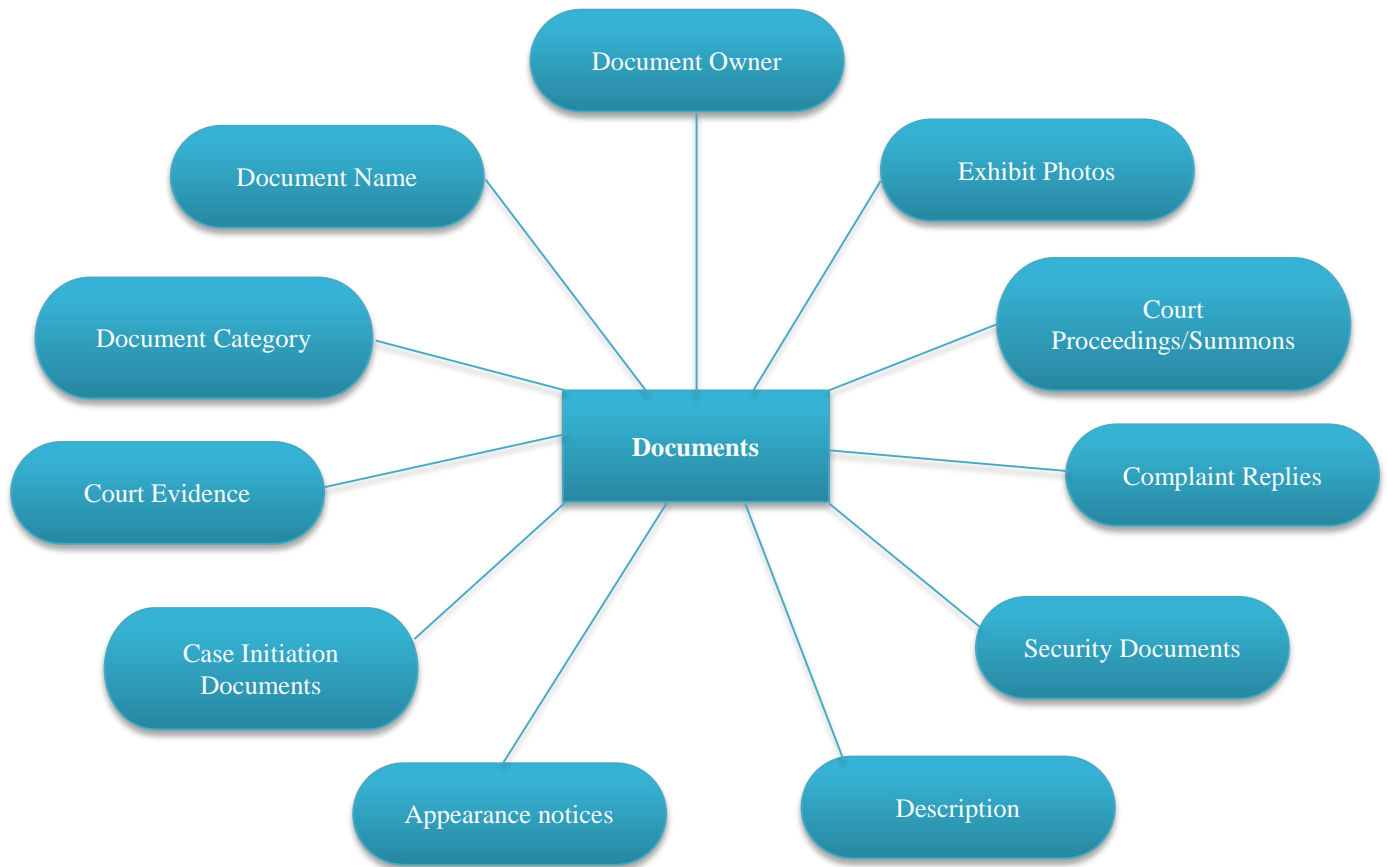 Document Owner
Document Name
Exhibit Photos
Document Category
Court
Proceedings/Summons
Documents
Court Evidence
Complaint Replies
Case Initiation
Documents
Security Documents
Appearance notices
Description